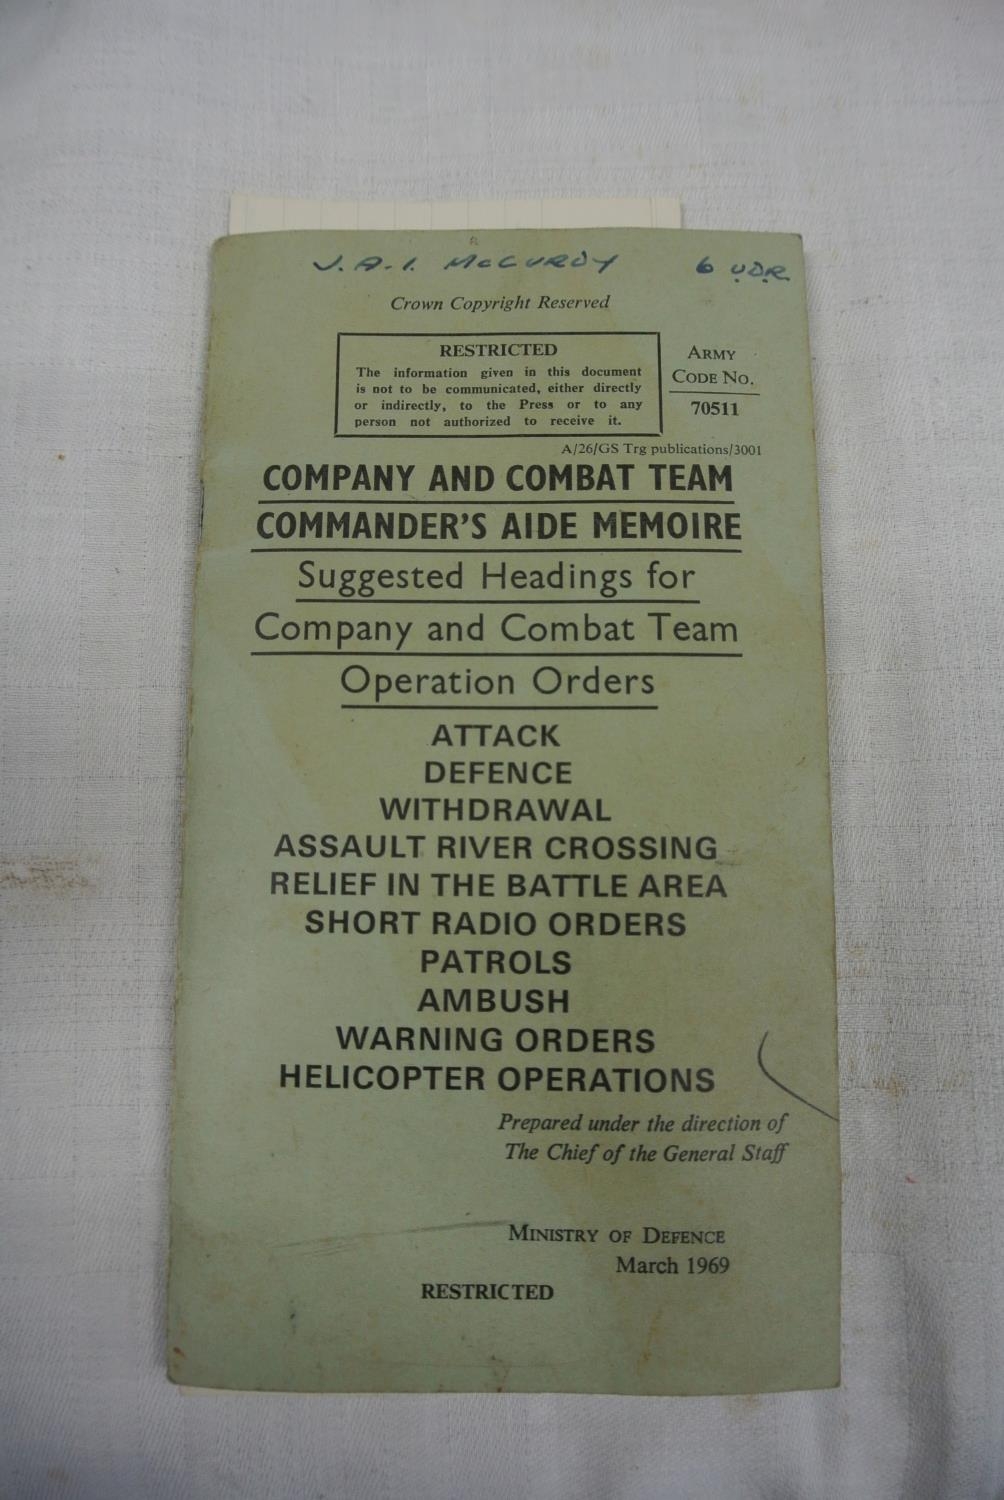 J. A. I. McCURDY 6 U.D.R.
Crown Copyright Reserved
RESTRICTED
The information given in this document
is not to be communicated, either directly
or indirectly, to the Press or to any
person not authorized to receive it.
ARMY
CODE NO.
70511
A/26/GS Trg publications/3001
COMPANY AND COMBAT TEAM
COMMANDER'S AIDE MEMOIRE
Suggested Headings for
Company and Combat Team
Operation Orders
ATTACK
DEFENCE
WITHDRAWAL
ASSAULT RIVER CROSSING
RELIEF IN THE BATTLE AREA
SHORT RADIO ORDERS
PATROLS
AMBUSH
WARNING ORDERS
HELICOPTER OPERATIONS
Prepared under the direction of
The Chief of the General Staff
MINISTRY OF DEFENCE
March 1969
RESTRICTED